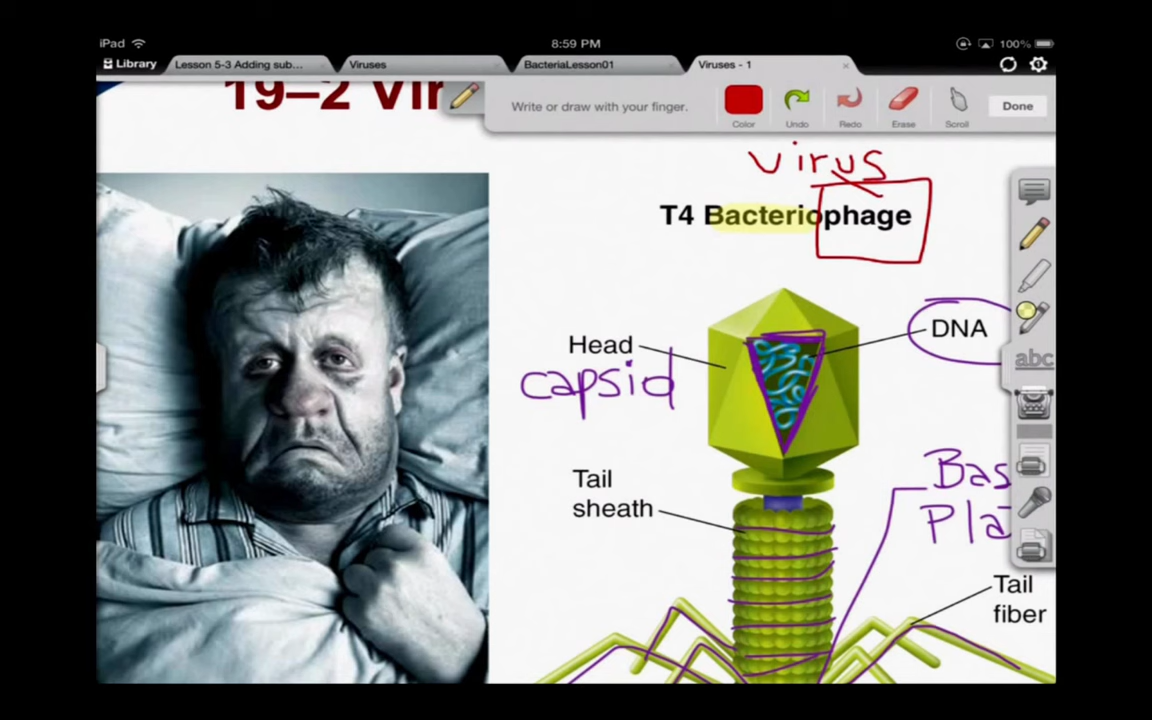 iPad
8:59 PM
100%
Library
Lesson 5-3 Adding sub...
Viruses
BacteriaLesson01
Viruses - 1
19–2 Vir
Write or draw with your finger.
Color
Undo
Redo
Erase
Scroll
Done
virus
T4 Bacteriophage
Head
capsid
DNA
abc
Tail
sheath
Bas
Pla
Tail
fiber